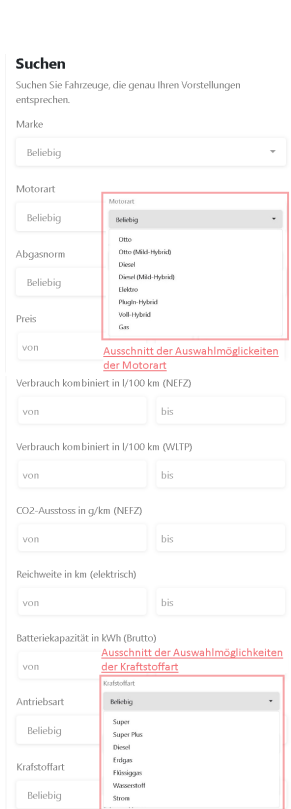 Suchen
Suchen Sie Fahrzeuge, die genau Ihren Vorstellungen
entsprechen.
Marke
Beliebig
Motorart
Beliebig
Motorart
Beliebig
Otto
Otto (Mild-Hybrid)
Diesel
Diesel (Mild-Hybrid)
Elektro
PlugIn-Hybrid
Voll-Hybrid
Gas
Abgasnorm
Beliebig
Preis
von
Ausschnitt der Auswahlmöglickeiten
der Motorart
Verbrauch kombiniert in l/100 km (NEFZ)
von bis
Verbrauch kombiniert in l/100 km (WLTP)
von bis
CO2-Ausstoss in g/km (NEFZ)
von bis
Reichweite in km (elektrisch)
von bis
Batteriekapazität in kWh (Brutto)
von
Ausschnitt der Auswahlmöglichkeiten
der Kraftstoffart
Antriebsart
Beliebig
Krafstoffart
Beliebig
Krafstoffart
Beliebig
Super
Super Plus
Diesel
Erdgas
Flüssiggas
Wasserstoff
Strom